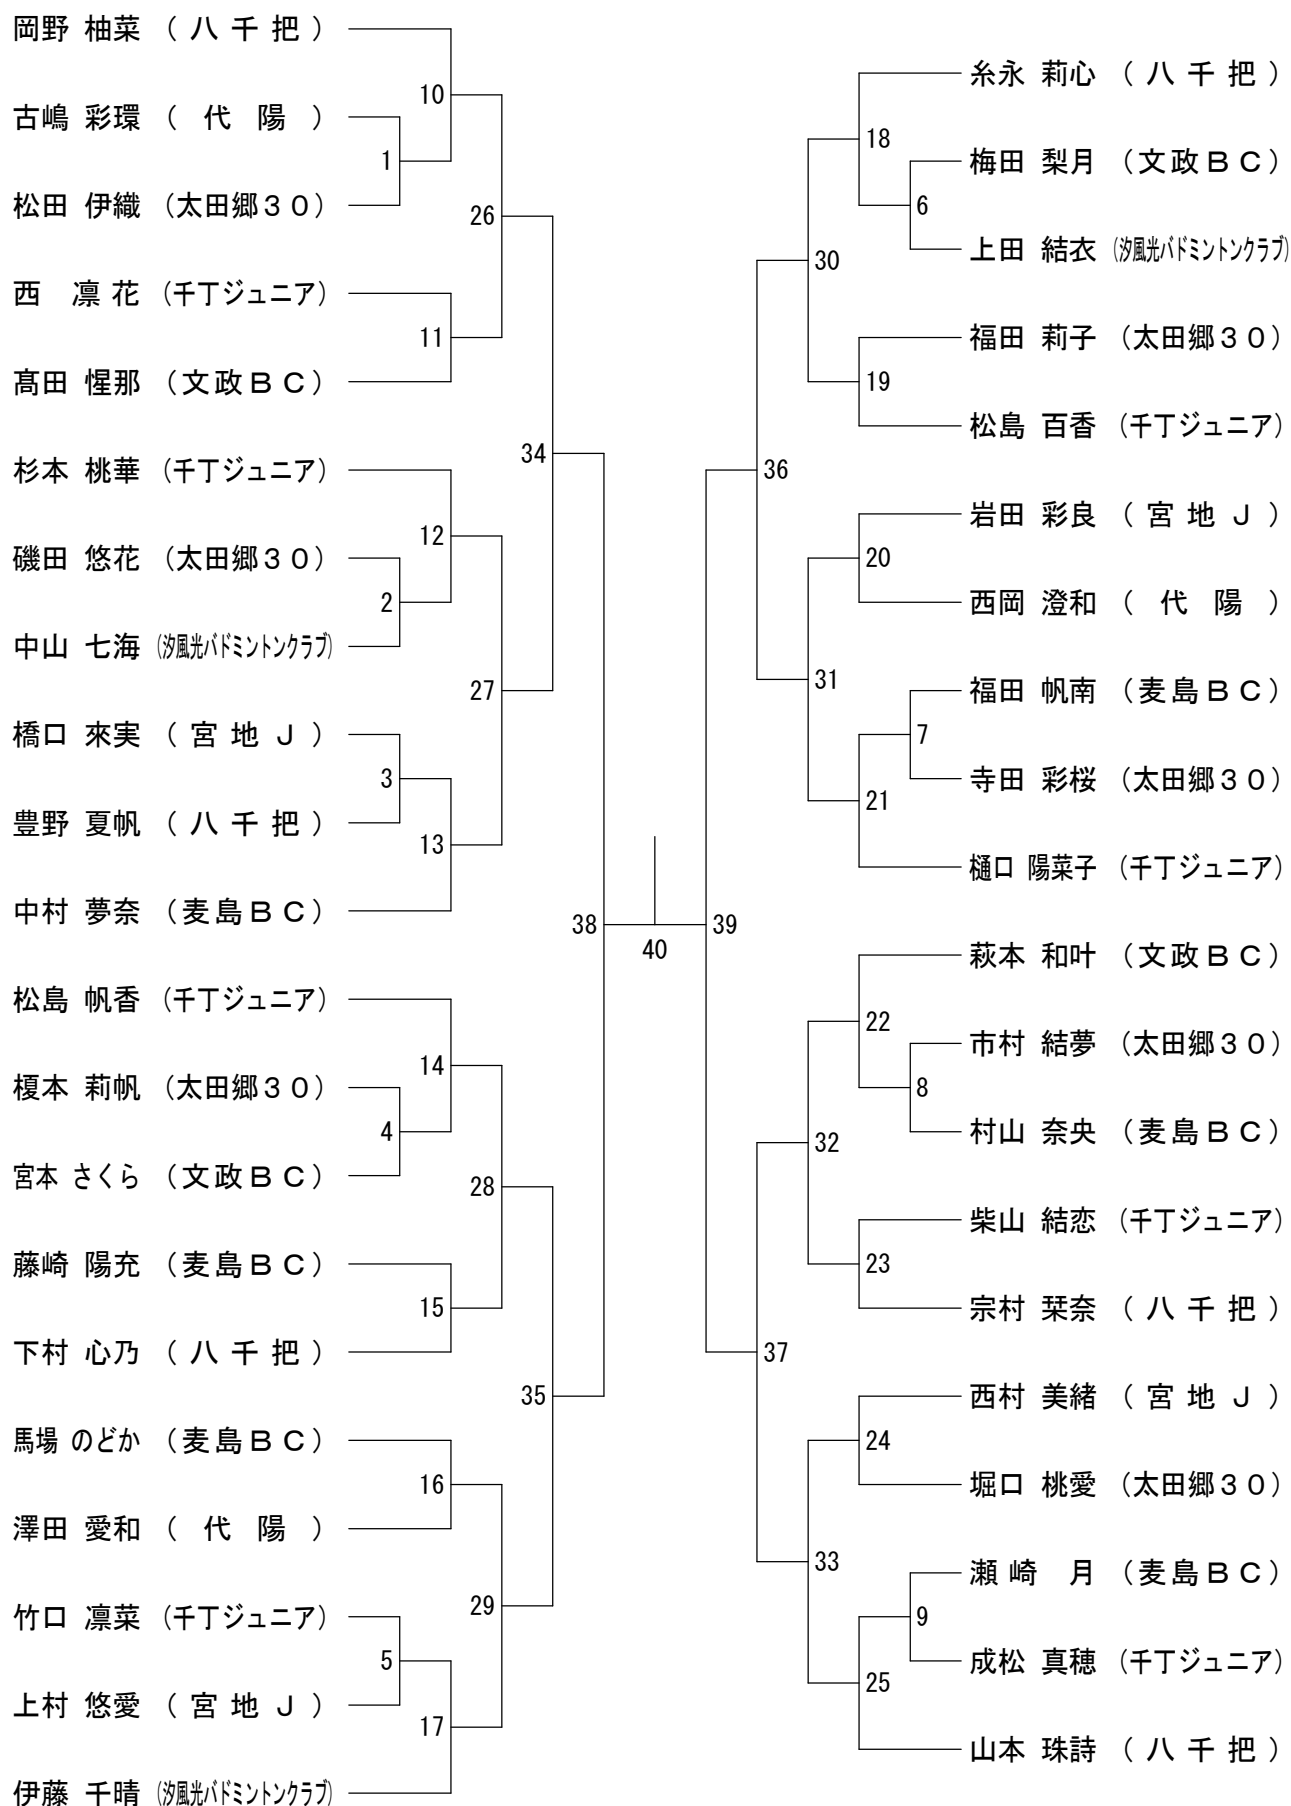 岡野 柚菜 （ 八 千 把 ）
10
古嶋 彩環 （ 代 陽 ）
1
松田 伊織 （太田郷３０）
26
西 凛 花 （千丁ジュニア）
11
髙田 惺那 （文政ＢＣ）
34
杉本 桃華 （千丁ジュニア）
12
磯田 悠花 （太田郷３０）
2
中山 七海 （汐風光バドミントンクラブ）
27
橋口 來実 （ 宮 地 Ｊ ）
3
豊野 夏帆 （ 八 千 把 ）
13
中村 夢奈 （麦島ＢＣ）
38
松島 帆香 （千丁ジュニア）
14
榎本 莉帆 （太田郷３０）
4
宮本 さくら （文政ＢＣ）
28
藤崎 陽充 （麦島ＢＣ）
15
下村 心乃 （ 八 千 把 ）
35
馬場 のどか （麦島ＢＣ）
16
澤田 愛和 （ 代 陽 ）
29
竹口 凛菜 （千丁ジュニア）
5
上村 悠愛 （ 宮 地 Ｊ ）
17
伊藤 千晴 （汐風光バドミントンクラブ）
40
糸永 莉心 （ 八 千 把 ）
18
梅田 梨月 （文政ＢＣ）
6
上田 結衣 （汐風光バドミントンクラブ）
30
福田 莉子 （太田郷３０）
19
松島 百香 （千丁ジュニア）
36
岩田 彩良 （ 宮 地 Ｊ ）
20
西岡 澄和 （ 代 陽 ）
31
福田 帆南 （麦島ＢＣ）
7
寺田 彩桜 （太田郷３０）
21
樋口 陽菜子 （千丁ジュニア）
39
萩本 和叶 （文政ＢＣ）
22
市村 結夢 （太田郷３０）
8
村山 奈央 （麦島ＢＣ）
32
柴山 結恋 （千丁ジュニア）
23
宗村 栞奈 （ 八 千 把 ）
37
西村 美緒 （ 宮 地 Ｊ ）
24
堀口 桃愛 （太田郷３０）
33
瀬 崎 月 （麦島ＢＣ）
9
成松 真穂 （千丁ジュニア）
25
山本 珠詩 （ 八 千 把 ）